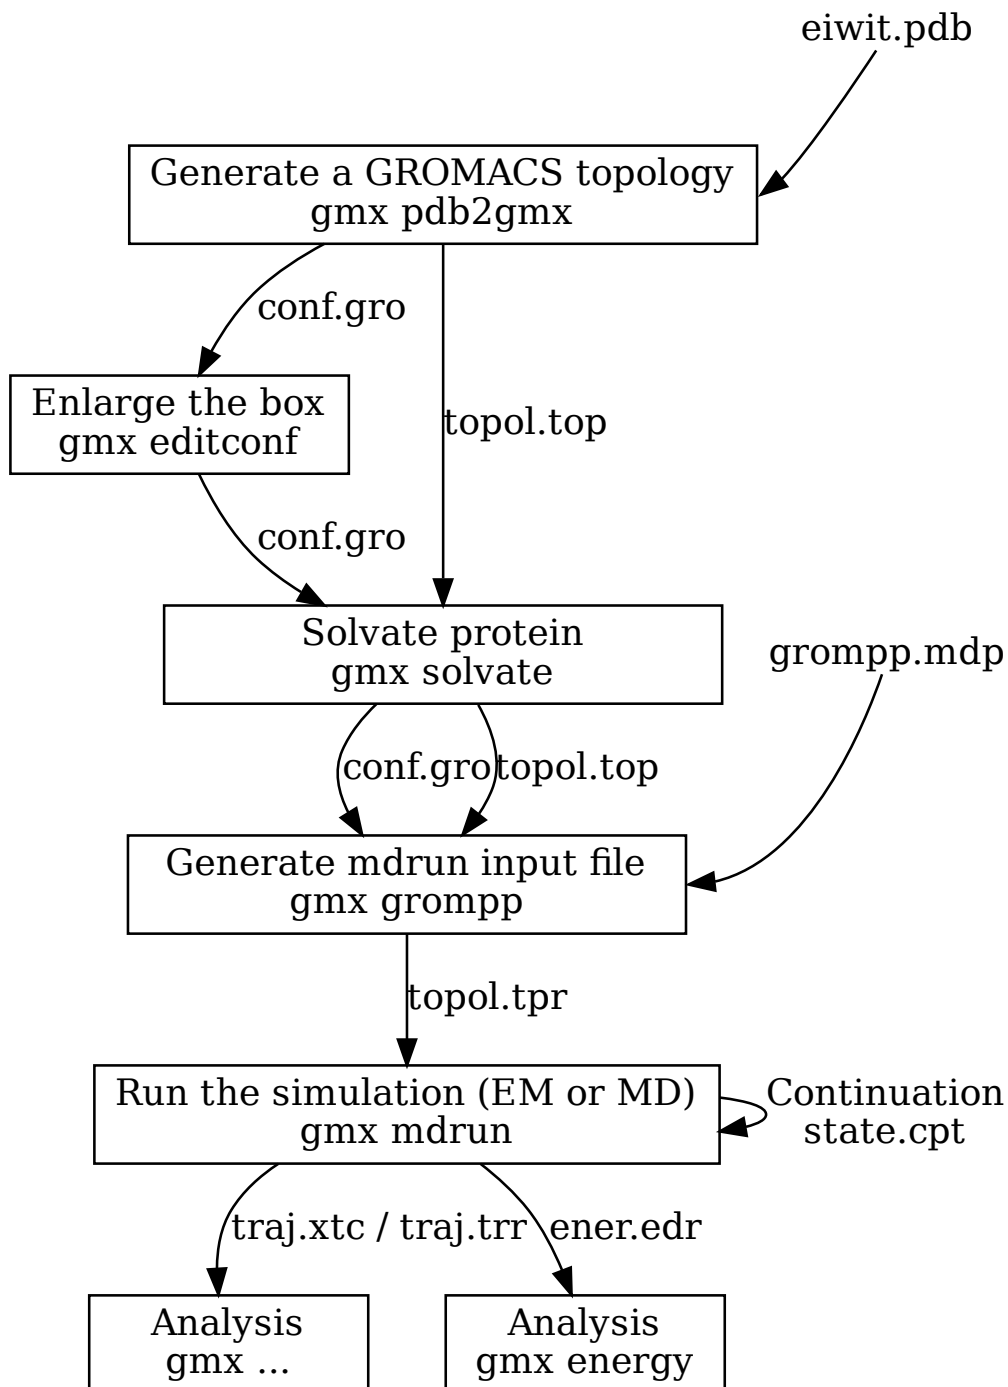 eiwit.pdb
Generate a GROMACS topology
gmx pdb2gmx
conf.gro
Enlarge the box
gmx editconf
topol.top
conf.gro
Solvate protein
gmx solvate
grompp.mdp
conf.gro
topol.top
Generate mdrun input file
gmx grompp
topol.tpr
Run the simulation (EM or MD)
gmx mdrun
Continuation
state.cpt
traj.xtc / traj.trr
ener.edr
Analysis
gmx ...
Analysis
gmx energy